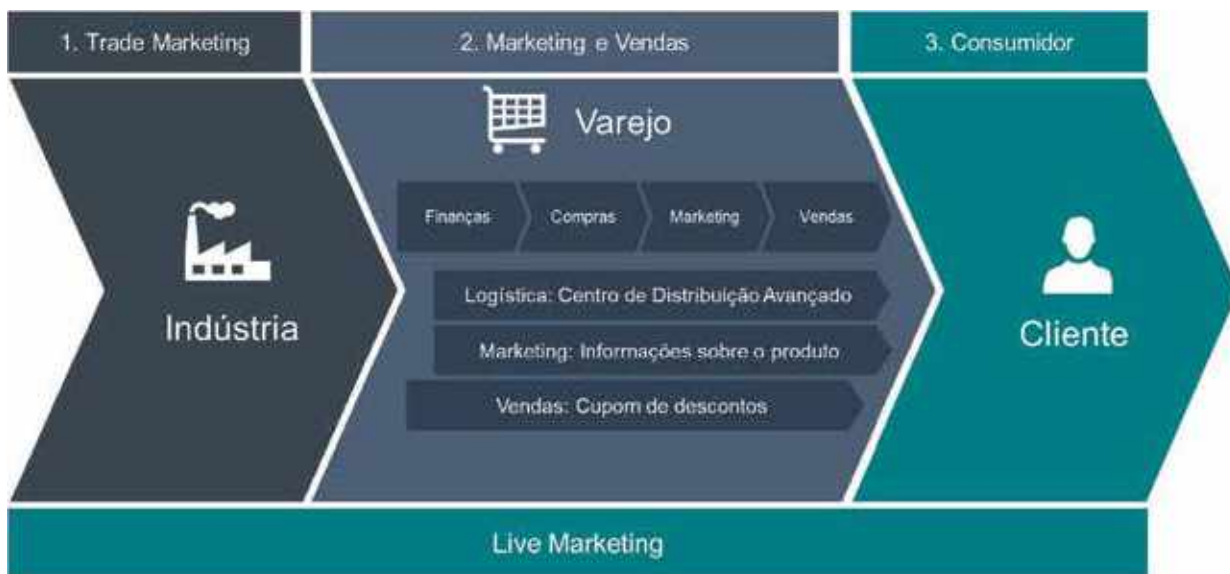 1. Trade Marketing
2. Marketing e Vendas
3. Consumidor
Varejo
Finanças
Compras
Marketing
Vendas
Logística: Centro de Distribuição Avançado
Indústria
Marketing: Informações sobre o produto
Cliente
Vendas: Cupom de descontos
Live Marketing